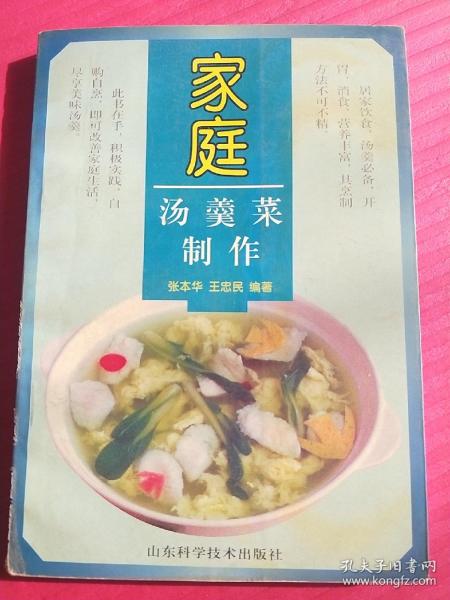 家庭
汤羹菜
制作
张本华 王忠民 编著
居家饮食，汤羹必备，开
胃，消食，营养丰富，其烹制
方法不可不精。
此书在手，积极实践，自
购自烹，即可改善家庭生活，
尽享美味汤羹。
山东科学技术出版社
孔夫子旧书网
www.kongfz.com